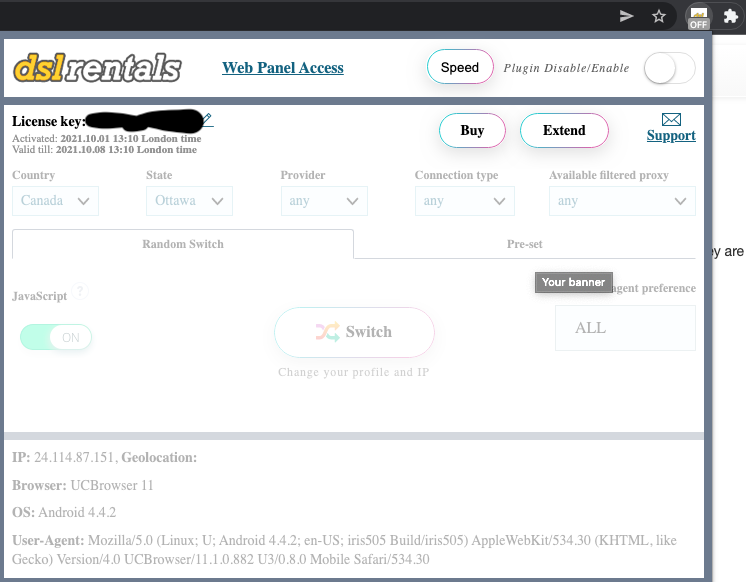 OFF
dslrentals
Web Panel Access
Speed
Plugin Disable/Enable
License key:
Activated: 2021.10.01 13:10 London time
Valid till: 2021.10.08 13:10 London time
Buy
Extend
Support
Country
State
Provider
Connection type
Available filtered proxy
Canada
Ottawa
any
any
any
Random Switch
Pre-set
JavaScript
?
Your banner
agent preference
ey are
ON
Switch
ALL
Change your profile and IP
IP: 24.114.87.151, Geolocation:
Browser: UCBrowser 11
OS: Android 4.4.2
User-Agent: Mozilla/5.0 (Linux; U; Android 4.4.2; en-US; iris505 Build/iris505) AppleWebKit/534.30 (KHTML, like
Gecko) Version/4.0 UCBrowser/11.1.0.882 U3/0.8.0 Mobile Safari/534.30